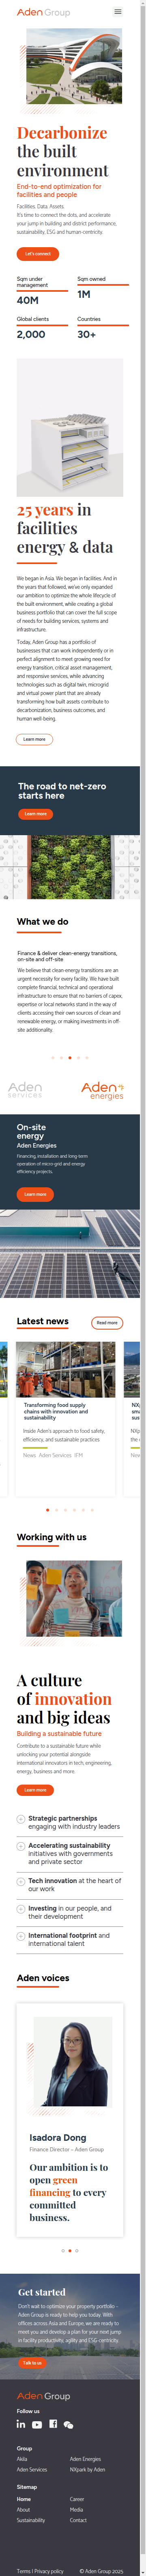 Aden Group
Decarbonize
the built
environment
End-to-end optimization for
facilities and people
Facilities. Data. Assets.
It's time to connect the dots, and accelerate
your jump in building and district performance,
sustainability, ESG and human-centricity.
Let's connect
Sqm under
management
40M
Sqm owned
1M
Global clients
2,000
Countries
30+
25 years in
facilities
energy & data
We began in Asia. We began in facilities. And in
the years that followed, we've only expanded
our ambition to optimize the whole lifecycle of
the built environment, while creating a global
business portfolio that can cover the full scope
of needs for building services, systems and
infrastructure.
Today, Aden Group has a portfolio of
businesses that can work independently or in
perfect alignment to meet growing need for
energy transition, critical asset management,
and responsive services, while advancing
technologies such as digital twin, microgrid
and virtual power plant that are already
transforming how built assets contribute to
decarbonization, business outcomes, and
human well-being.
Learn more
The road to net-zero
starts here
Learn more
What we do
Finance & deliver clean-energy transitions,
on-site and off-site
We believe that clean-energy transitions are an
urgent necessity for every facility. We have built
the financial, technical and operational
infrastructure to ensure that no barriers of capex,
expertise or local networks stand in the way of
users accessing their own sources of clean and
renewable energy, or making investments in off-
site additionality.
Aden
services
Aden
energies
On-site
energy
Aden Energies
Financing, installation and long-term
operation of micro-grid and energy
efficiency projects.
Learn more
Latest news
Read more
Transforming food supply
chains with innovation and
sustainability
Inside Aden's approach to food safety,
efficiency, and sustainable practices
News Aden Services IFM
Working with us
A culture
of innovation
and big ideas
Building a sustainable future
Contribute to a sustainable future while
unlocking your potential alongside
international innovators in tech, engineering,
energy, business and more.
Learn more
Strategic partnerships
engaging with industry leaders
Accelerating sustainability
initiatives with governments
and private sector
Tech innovation at the heart of
our work
Investing in our people, and
their development
International footprint and
international talent
Aden voices
Isadora Dong
Finance Director – Aden Group
Our ambition is to
open green
financing to every
committed
business.
Get started
Don't wait to optimize your property portfolio -
Aden Group is ready to help you today. With
offices across Asia and Europe, we are ready to
meet you and develop a plan for your next jump
in facility productivity, agility and ESG centricity.
Talk to us
Aden Group
Follow us
Group
Akila
Aden Energies
Aden Services
NXpark by Aden
Sitemap
Home
Career
About
Media
Sustainability
Contact
Terms | Privacy policy
© Aden Group 2025